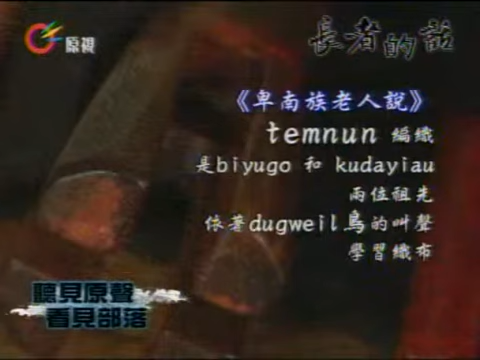 原視
長者的話
《卑南族老人說》
temnun 編織
是biyugo 和 kudayiau
兩位祖先
依著dugweil鳥的叫聲
學習織布
聽見原聲
看見部落